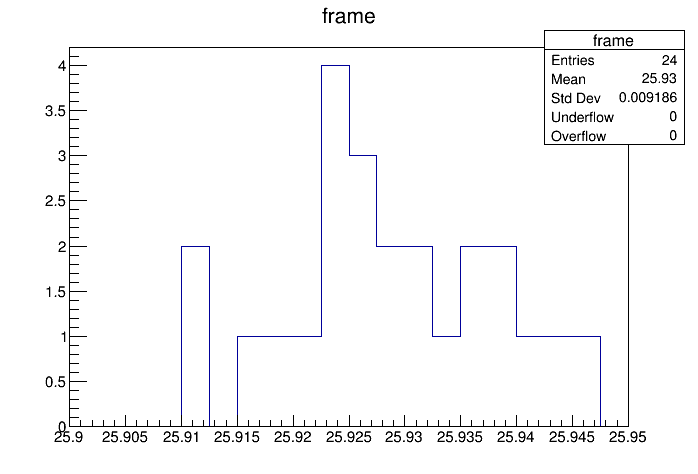 frame
frame
Entries 24
Mean 25.93
Std Dev 0.009186
Underflow 0
Overflow 0
4
3.5
3
2.5
2
1.5
1
0.5
0
25.9 25.905 25.91 25.915 25.92 25.925 25.93 25.935 25.94 25.945 25.95